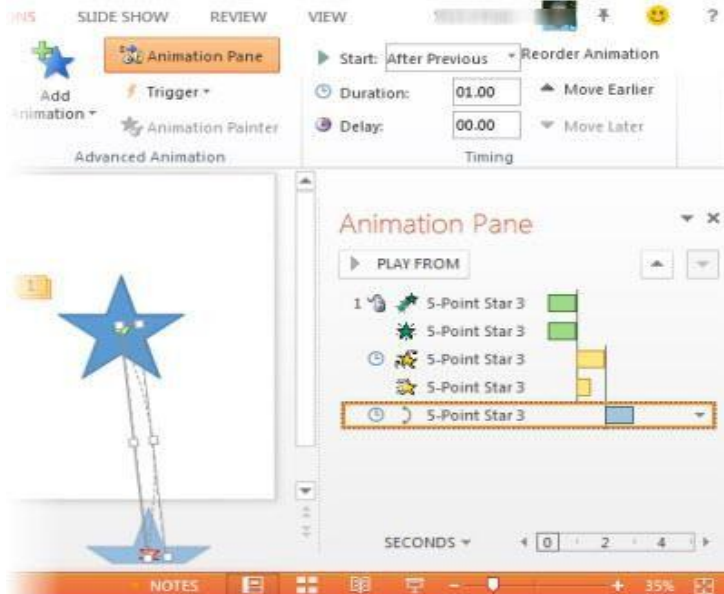 NS SLIDE SHOW REVIEW VIEW ?
Animation Pane
Start: After Previous Reorder Animation
Add
nimation
Trigger
Duration: 01.00 Move Earlier
Animation Painter
Delay: 00.00 Move Later
Advanced Animation Timing
Animation Pane
PLAY FROM
1
1 5-Point Star 3
5-Point Star 3
5-Point Star 3
5-Point Star 3
5-Point Star 3
SECONDS 0 2 4
NOTES 35%